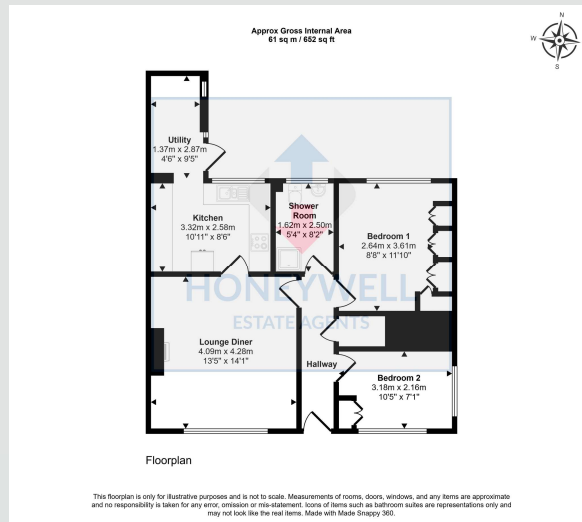 Approx Gross Internal Area
61 sq m / 652 sq ft
N
W
E
S
Utility
1.37m x 2.87m
4'6" x 9'5"
Kitchen
3.32m x 2.58m
10'11" x 8'6"
Shower
Room
1.62m x 2.50m
5'4" x 8'2"
Bedroom 1
2.64m x 3.61m
8'8" x 11'10"
HONEYWELL
ESTATE AGENTS
Lounge Diner
4.09m x 4.28m
13'5" x 14'1"
Hallway
Bedroom 2
3.18m x 2.16m
10'5" x 7'1"
Floorplan
This floorplan is only for illustrative purposes and is not to scale. Measurements of rooms, doors, windows, and any items are approximate
and no responsibility is taken for any error, omission or mis-statement. Icons of items such as bathroom suites are representations only and
may not look like the real items. Made with Made Snappy 360.